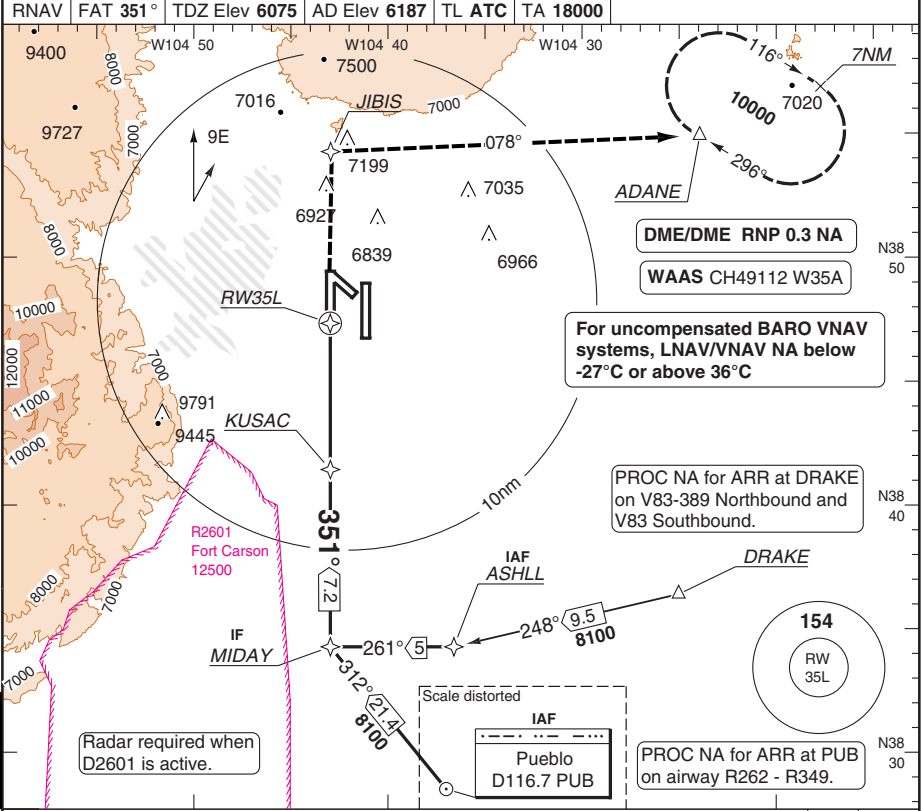 RNAV FAT 351° TDZ Elev 6075 AD Elev 6187 TL ATC TA 18000
9400
8000
W104 50
W104 40
W104 30
7500
116°
7NM
7016
JIBIS
7000
10000
7020
9727
7000
9E
7199
078°
296°
ADANE
6927
7035
6839
6966
8000
DME/DME RNP 0.3 NA
N38
50
WAAS CH49112 W35A
RW35L
10000
For uncompensated BARO VNAV
systems, LNAV/VNAV NA below
-27°C or above 36°C
12000
7000
11000
9791
9445
KUSAC
10000
10nm
PROC NA for ARR at DRAKE
on V83-389 Northbound and
V83 Southbound.
N38
40
351°
R2601
Fort Carson
12500
IAF
ASHLL
DRAKE
8000
7000
7.2
248° 9.5
8100
154
RW
35L
IF
MIDAY
261° 5
7000
312° 21.4
8100
Scale distorted
IAF
Pueblo
D116.7 PUB
Radar required when
D2601 is active.
PROC NA for ARR at PUB
on airway R262 - R349.
N38
30